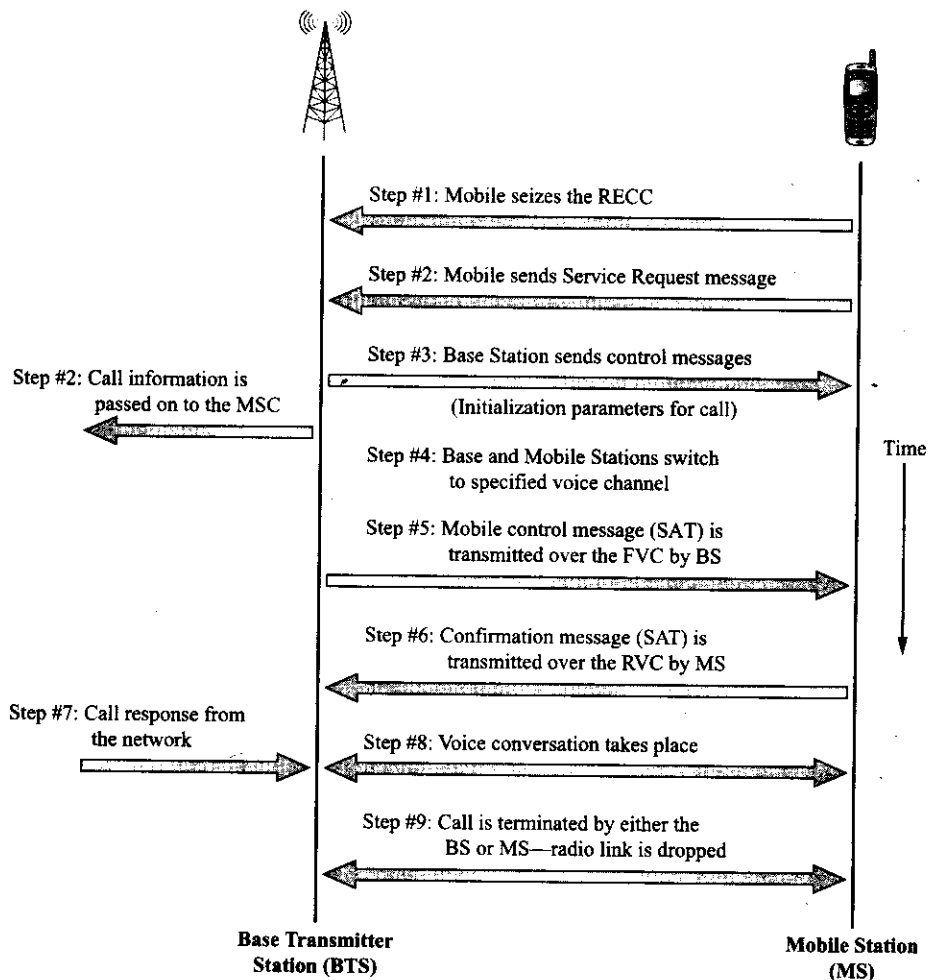 Step #1: Mobile seizes the RECC
Step #2: Mobile sends Service Request message
Step #3: Base Station sends control messages
(Initialization parameters for call)
Step #2: Call information is
passed on to the MSC
Step #4: Base and Mobile Stations switch
to specified voice channel
Time
Step #5: Mobile control message (SAT) is
transmitted over the FVC by BS
Step #6: Confirmation message (SAT) is
transmitted over the RVC by MS
Step #7: Call response from
the network
Step #8: Voice conversation takes place
Step #9: Call is terminated by either the
BS or MS—radio link is dropped
Base Transmitter
Station (BTS)
Mobile Station
(MS)